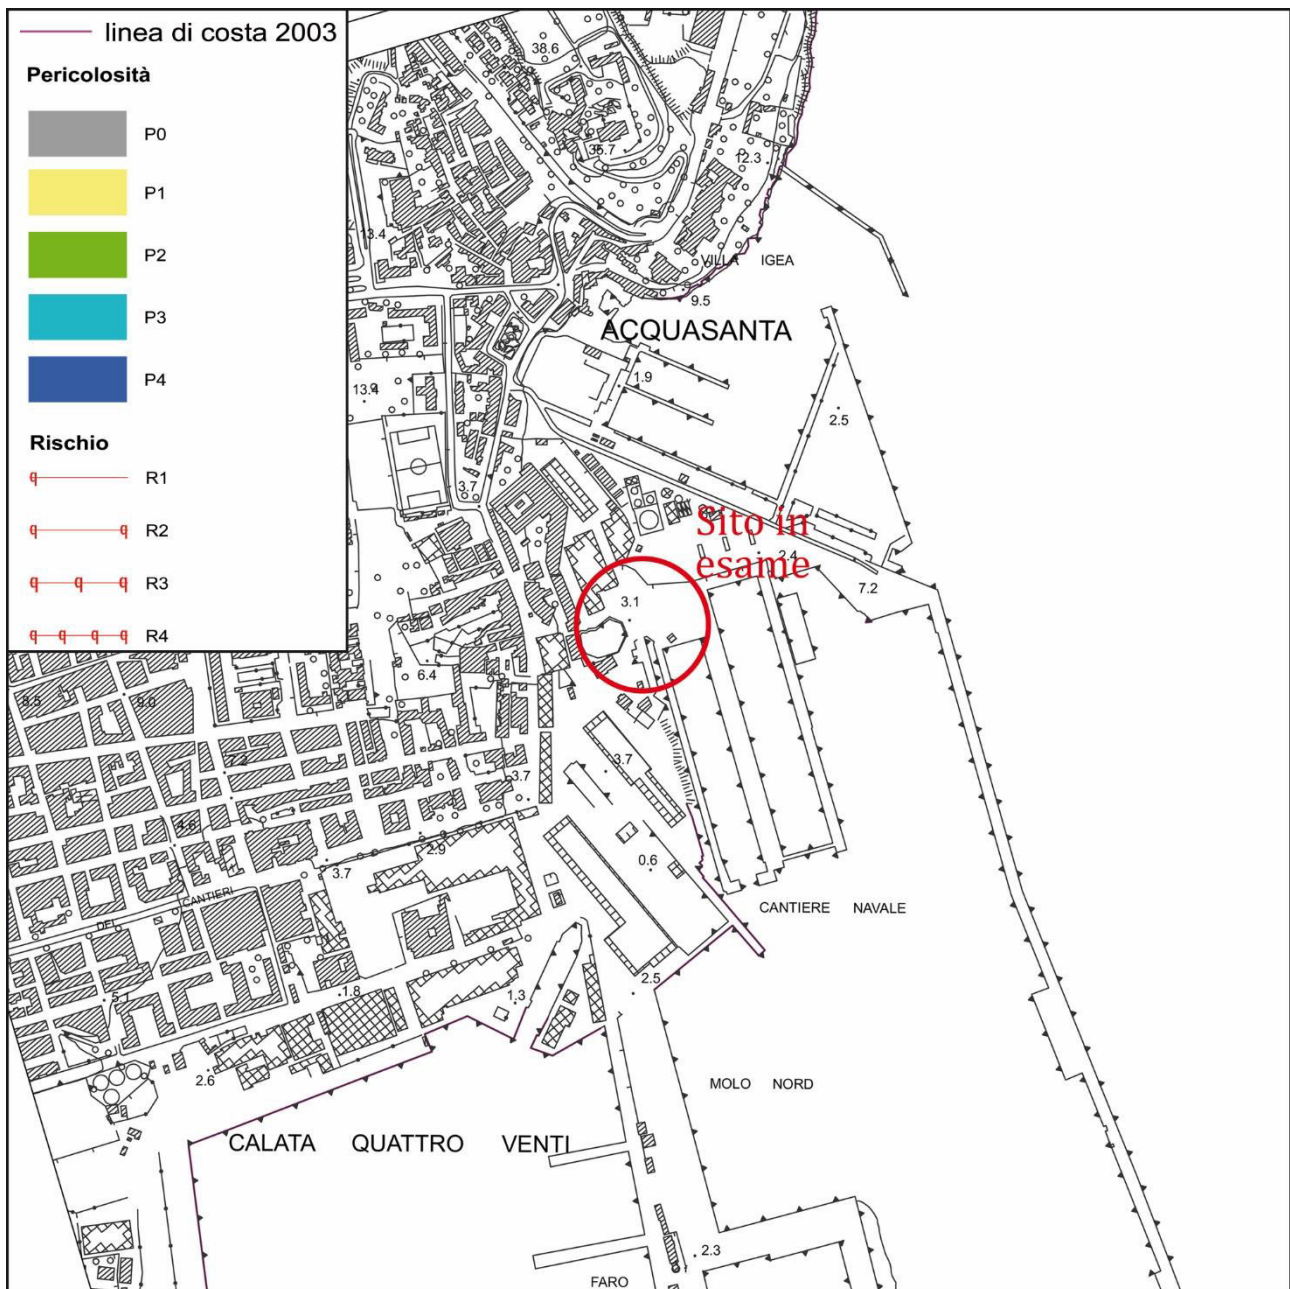 linea di costa 2003
Pericolosità
P0
P1
P2
P3
P4
Rischio
R1
R2
R3
R4
38.6
36.7
12.3
13.4
VILLA IGEA
9.5
ACQUASANTA
1.9
13.4
2.5
3.7
Sito in
esame
2.4
7.2
3.1
6.4
8.5
9.0
7.2
3.7
3.7
4.6
2.9
0.6
3.7
DEI CANTIERI
CANTIERE NAVALE
2.5
5.1
1.8
1.3
2.6
MOLO NORD
CALATA QUATTRO VENTI
2.3
FARO